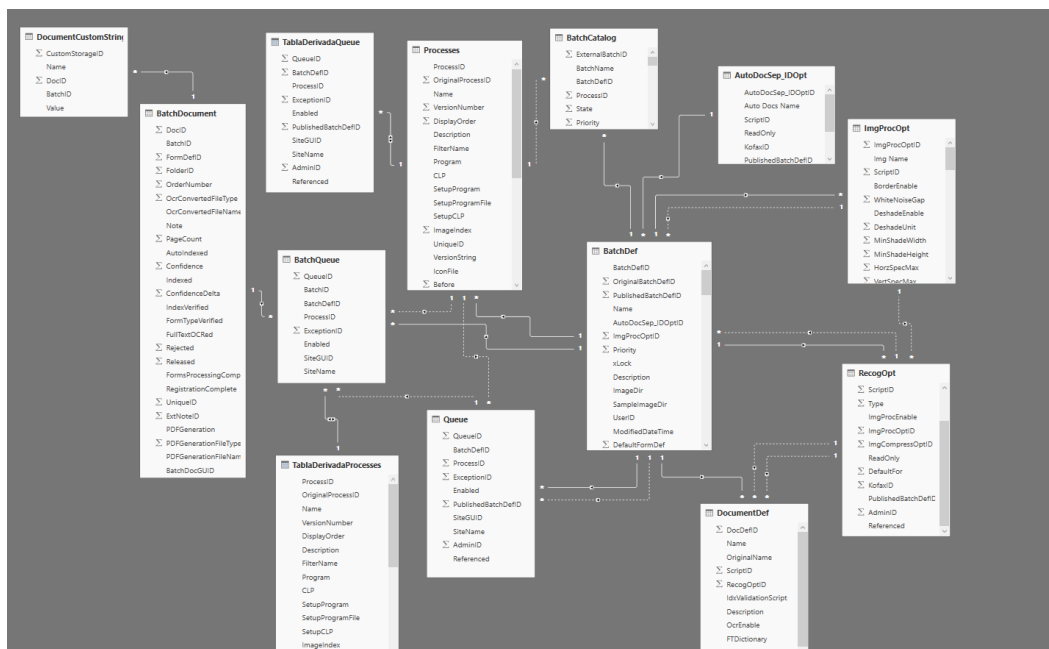 DocumentCustomString
CustomStorageID
Name
DocID
BatchID
Value
BatchDocument
DocID
BatchID
FormDefID
FolderID
OrderNumber
OcrConvertedFileType
OcrConvertedFileName
Note
PageCount
AutoIndexed
Confidence
Indexed
ConfidenceDelta
IndexVerified
FormTypeVerified
FullTextOCRed
Rejected
Released
FormsProcessingComp
RegistrationComplete
UniqueID
ExtNoteID
PDFGeneration
PDFGenerationFileType
PDFGenerationFileNam
BatchDocGUID
TablaDerivadaQueue
QueueID
BatchDefID
ProcessID
ExceptionID
Enabled
PublishedBatchDefID
SiteGUID
SiteName
AdminID
Referenced
BatchQueue
QueueID
BatchID
BatchDefID
ProcessID
ExceptionID
Enabled
SiteGUID
SiteName
TablaDerivadaProcesses
ProcessID
OriginalProcessID
Name
VersionNumber
DisplayOrder
Description
FilterName
Program
CLP
SetupProgram
SetupProgramFile
SetupCLP
ImageIndex
Processes
ProcessID
OriginalProcessID
Name
VersionNumber
DisplayOrder
Description
FilterName
Program
CLP
SetupProgram
SetupProgramFile
SetupCLP
ImageIndex
UniqueID
VersionString
IconFile
Before
Queue
QueueID
BatchDefID
ProcessID
ExceptionID
Enabled
PublishedBatchDefID
SiteGUID
SiteName
AdminID
Referenced
BatchCatalog
ExternalBatchID
BatchName
BatchDefID
ProcessID
State
Priority
BatchDef
BatchDefID
OriginalBatchDefID
PublishedBatchDefID
Name
AutoDocSep_IDOptID
ImgProcOptID
Priority
xLock
Description
ImageDir
SampleImageDir
UserID
ModifiedDateTime
DefaultFormDef
AutoDocSep_IDOpt
AutoDocSep_IDOptID
Auto Docs Name
ScriptID
ReadOnly
KofaxID
PublishedBatchDefID
DocumentDef
DocDefID
Name
OriginalName
ScriptID
RecogOptID
IdxValidationScript
Description
OcrEnable
FTDictionary
ImgProcOpt
ImgProcOptID
Img Name
ScriptID
BorderEnable
WhiteNoiseGap
DeshadeEnable
DeshadeUnit
MinShadeWidth
MinShadeHeight
HorzSpecMax
VertSpecMax
RecogOpt
ScriptID
Type
ImgProcEnable
ImgProcOptID
ImgCompressOptID
ReadOnly
DefaultFor
KofaxID
PublishedBatchDefID
AdminID
Referenced